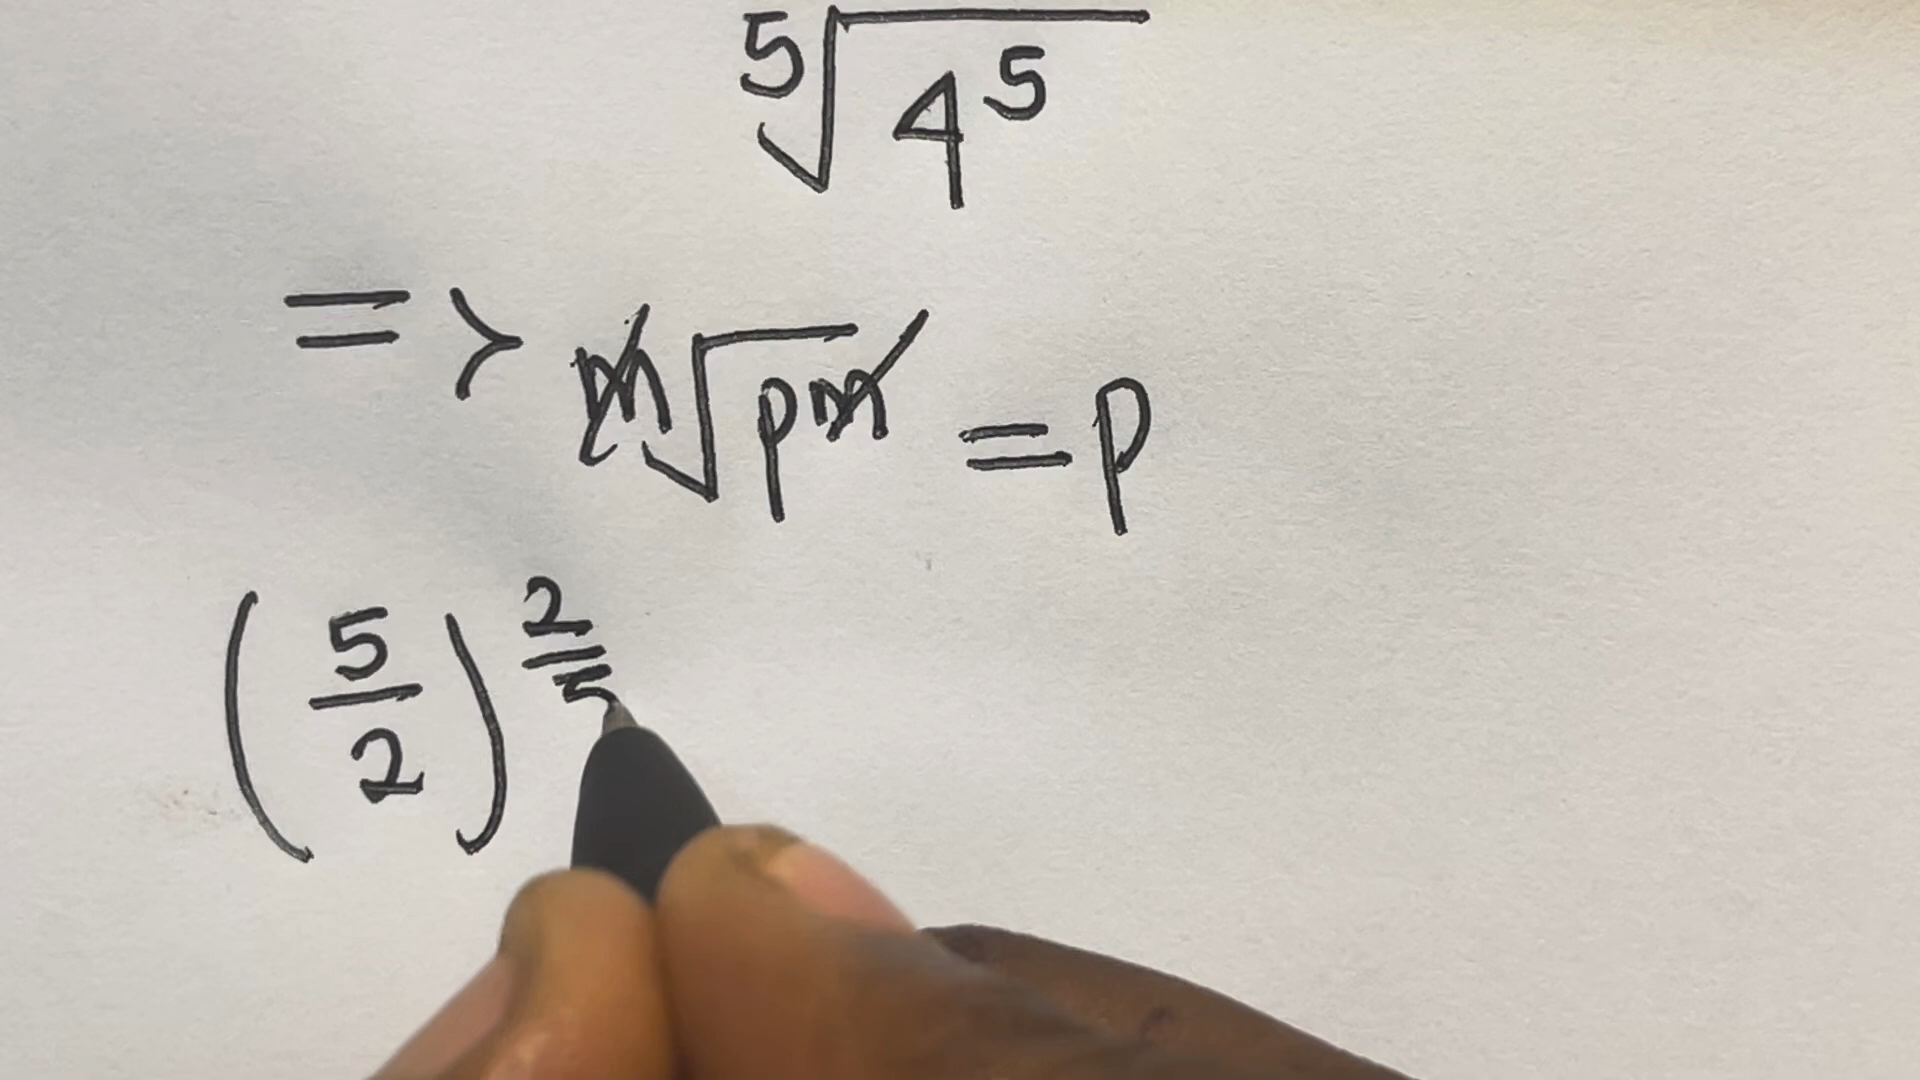 ⁵√4⁵
=> ᵐ√pᵐ = p
(5/2)^2/5